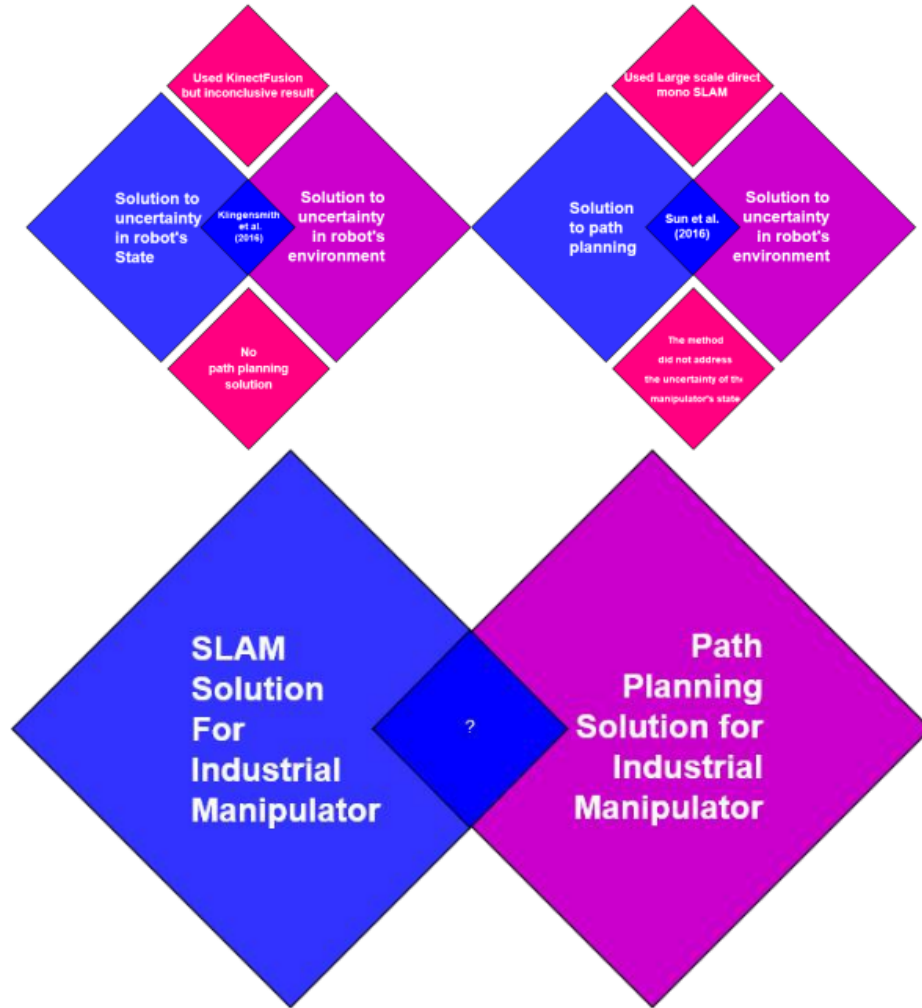 Used KinectFusion
but inconclusive result
Solution to
uncertainty
in robot's
State
Klingensmith
et al.
(2016)
Solution to
uncertainty
in robot's
environment
No
path planning
solution
Used Large scale direct
mono SLAM
Solution
to path
planning
Sun et al.
(2016)
Solution to
uncertainty
in robot's
environment
The method
did not address
the uncertainty of the
manipulator's state
SLAM
Solution
For
Industrial
Manipulator
?
Path
Planning
Solution for
Industrial
Manipulator